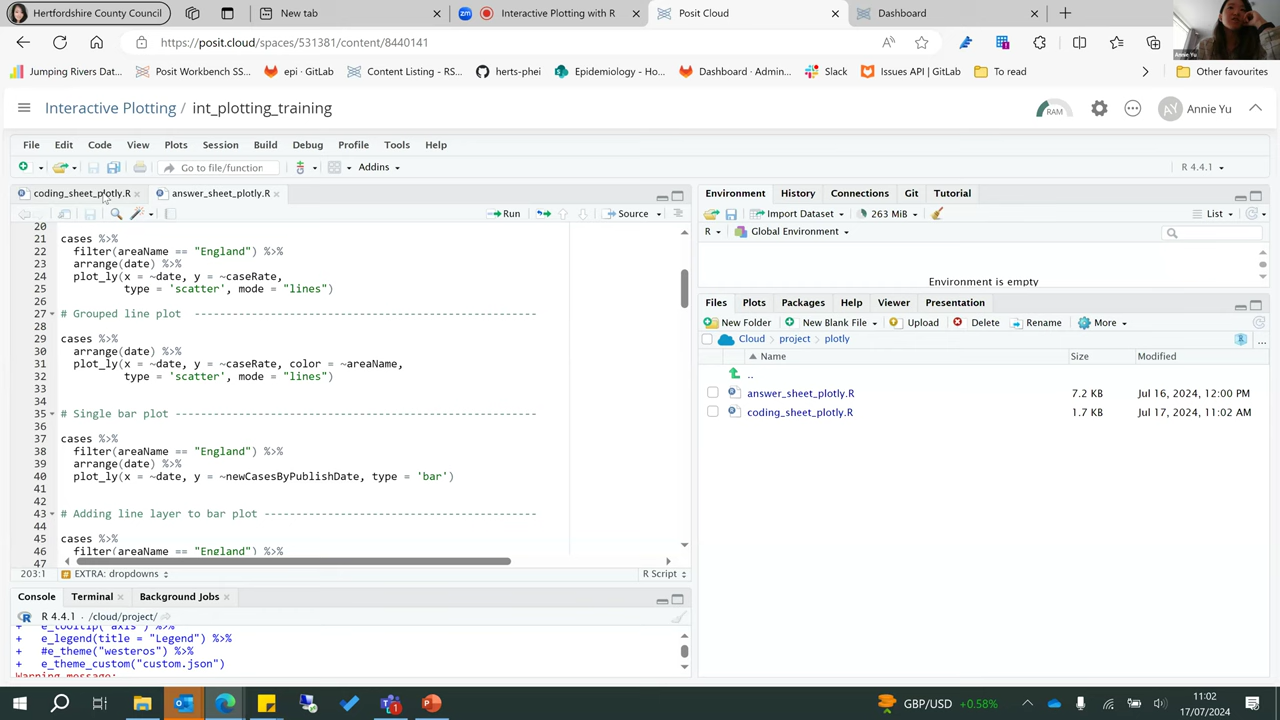 Hertfordshire County Council
New tab
zm
Interactive Plotting with R
Posit Cloud
Dashboard
https://posit.cloud/spaces/531381/content/8440141
Annie Yu
Jumping Rivers Dat...
Posit Workbench SS...
epi · GitLab
Content Listing - RS...
herts-phei
Epidemiology - Ho...
Dashboard · Admin...
Slack
Issues API | GitLab
To read
Other favourites
Interactive Plotting / int_plotting_training
RAM
AY
Annie Yu
File Edit Code View Plots Session Build Debug Profile Tools Help
Go to file/function
Addins
R 4.4.1
coding_sheet_plotly.R
answer_sheet_plotly.R
Run
Source
20
21 cases %>%
22 filter(areaName == "England") %>%
23 arrange(date) %>%
24 plot_ly(x = ~date, y = ~caseRate,
25 type = 'scatter', mode = "lines")
26
27 # Grouped line plot ------------------------------------------------------
28
29 cases %>%
30 arrange(date) %>%
31 plot_ly(x = ~date, y = ~caseRate, color = ~areaName,
32 type = 'scatter', mode = "lines")
33
34
35 # Single bar plot ---------------------------------------------------------
36
37 cases %>%
38 filter(areaName == "England") %>%
39 arrange(date) %>%
40 plot_ly(x = ~date, y = ~newCasesByPublishDate, type = 'bar')
41
42
43 # Adding line layer to bar plot ------------------------------------------
44
45 cases %>%
46 filter(areaName == "England") %>%
47
203:1
EXTRA: dropdowns
R Script
Console
Terminal
Background Jobs
R 4.4.1 · /cloud/project/
+ e_tooltip("axis") %>%
+ e_legend(title = "Legend") %>%
+ #e_theme("westeros") %>%
+ e_theme_custom("custom.json")
Warning message:
Environment History Connections Git Tutorial
Import Dataset
263 MiB
List
R
Global Environment
Environment is empty
Files Plots Packages Help Viewer Presentation
New Folder
New Blank File
Upload
Delete
Rename
More
Cloud
project
plotly
Name
Size
Modified
..
answer_sheet_plotly.R
7.2 KB
Jul 16, 2024, 12:00 PM
coding_sheet_plotly.R
1.7 KB
Jul 17, 2024, 11:02 AM
1
GBP/USD +0.58%
11:02
17/07/2024